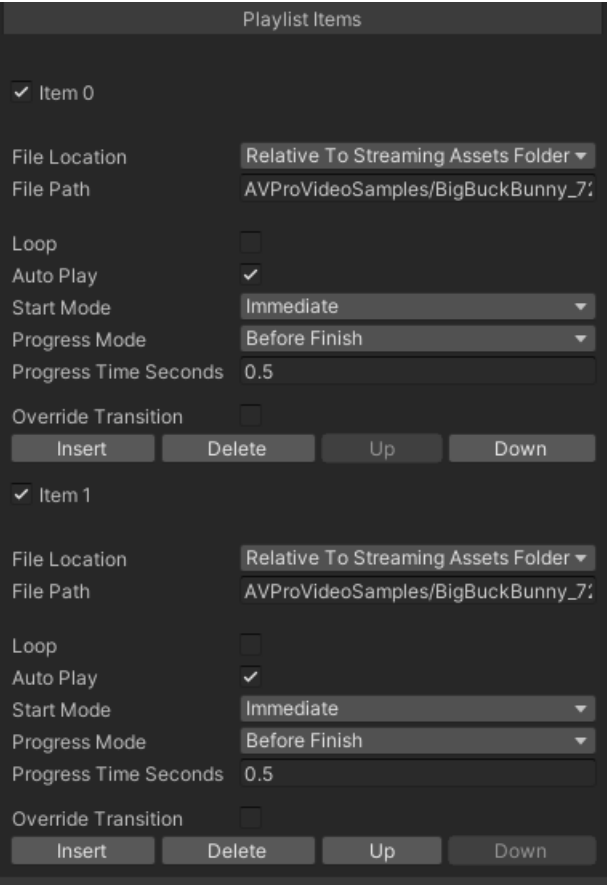 Playlist Items
Item 0
File Location Relative To Streaming Assets Folder
File Path AVProVideoSamples/BigBuckBunny_72
Loop
Auto Play
Start Mode Immediate
Progress Mode Before Finish
Progress Time Seconds 0.5
Override Transition
Insert Delete Up Down
Item 1
File Location Relative To Streaming Assets Folder
File Path AVProVideoSamples/BigBuckBunny_72
Loop
Auto Play
Start Mode Immediate
Progress Mode Before Finish
Progress Time Seconds 0.5
Override Transition
Insert Delete Up Down